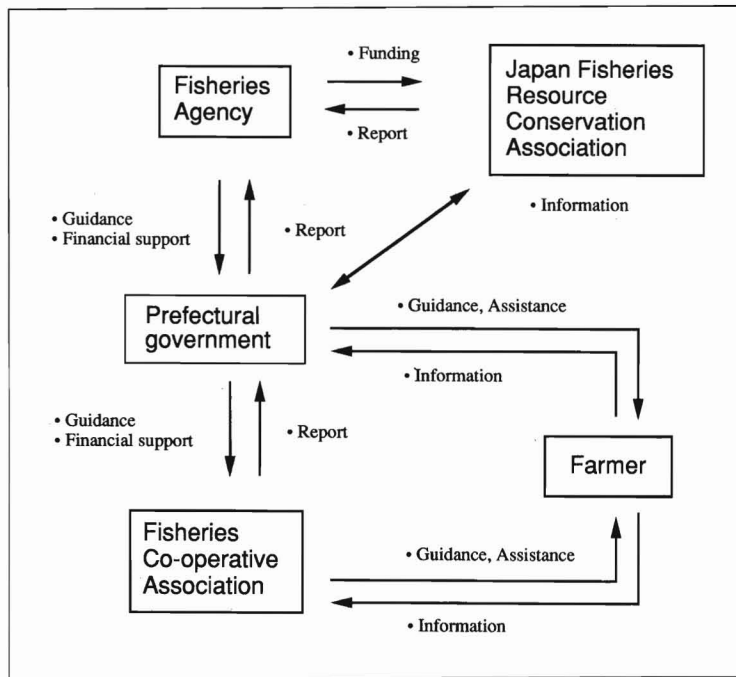 • Funding
Fisheries
Agency
Japan Fisheries
Resource
Conservation
Association
• Report
• Information
• Guidance
• Financial support
• Report
Prefectural
government
• Guidance, Assistance
• Information
• Guidance
• Financial support
• Report
Farmer
Fisheries
Co-operative
Association
• Guidance, Assistance
• Information